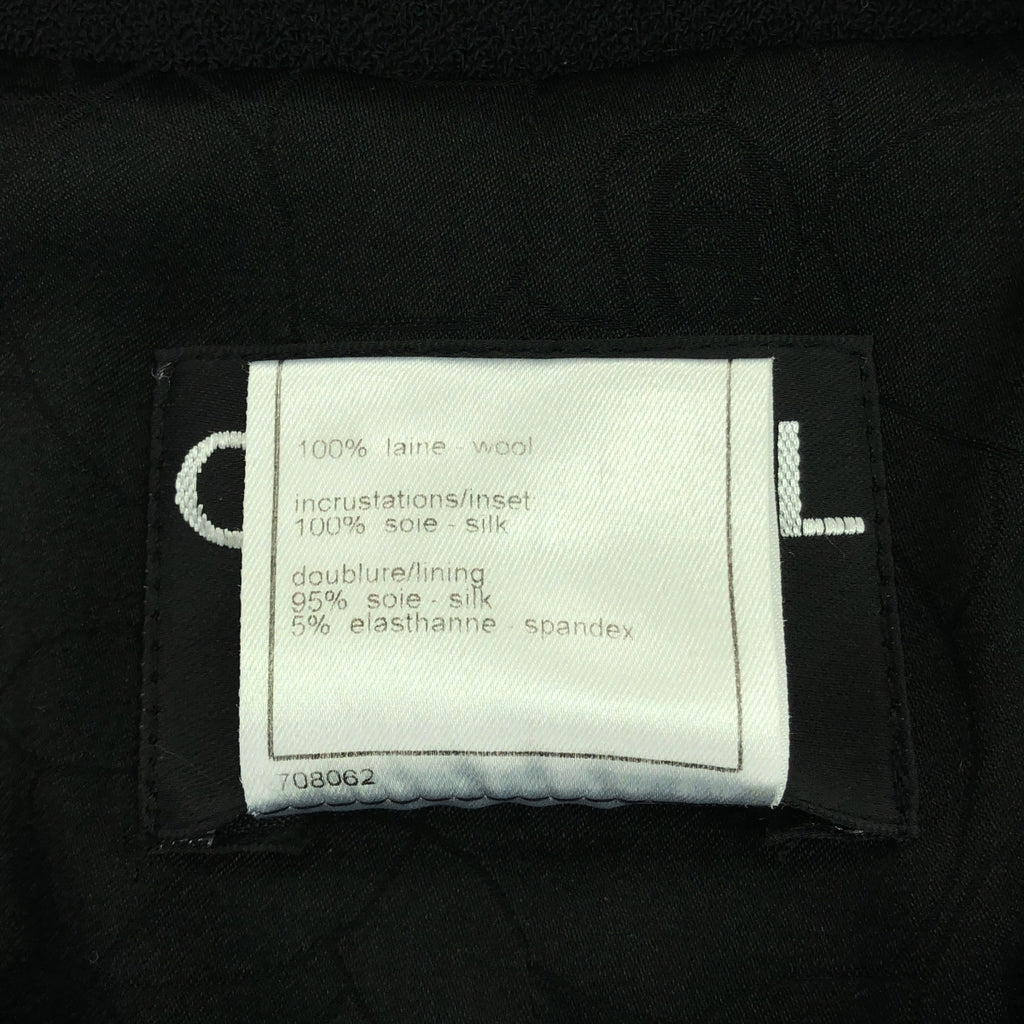 100% laine - wool
incrustations/inset
100% soie - silk
doublure/lining
95% soie - silk
5% elasthanne - spandex
708062
C L